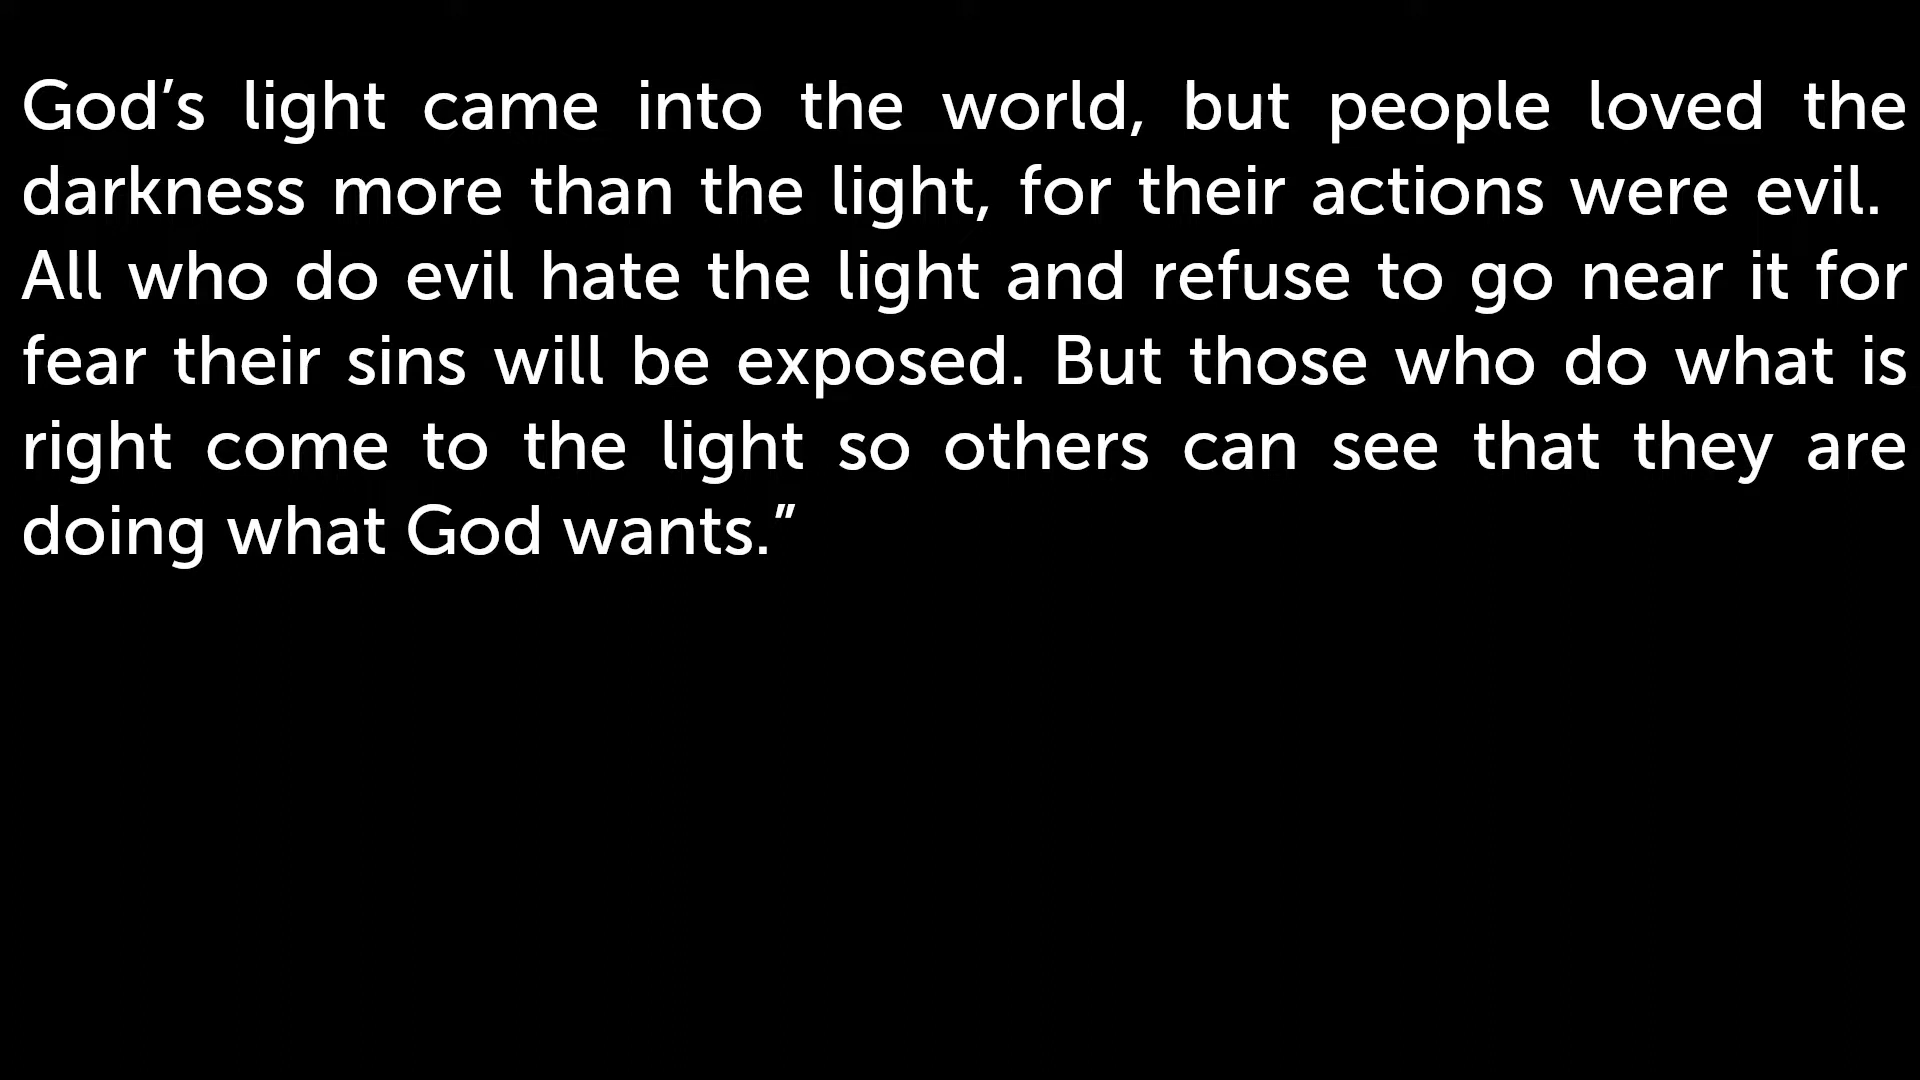 God’s light came into the world, but people loved the
darkness more than the light, for their actions were evil.
All who do evil hate the light and refuse to go near it for
fear their sins will be exposed. But those who do what is
right come to the light so others can see that they are
doing what God wants.”